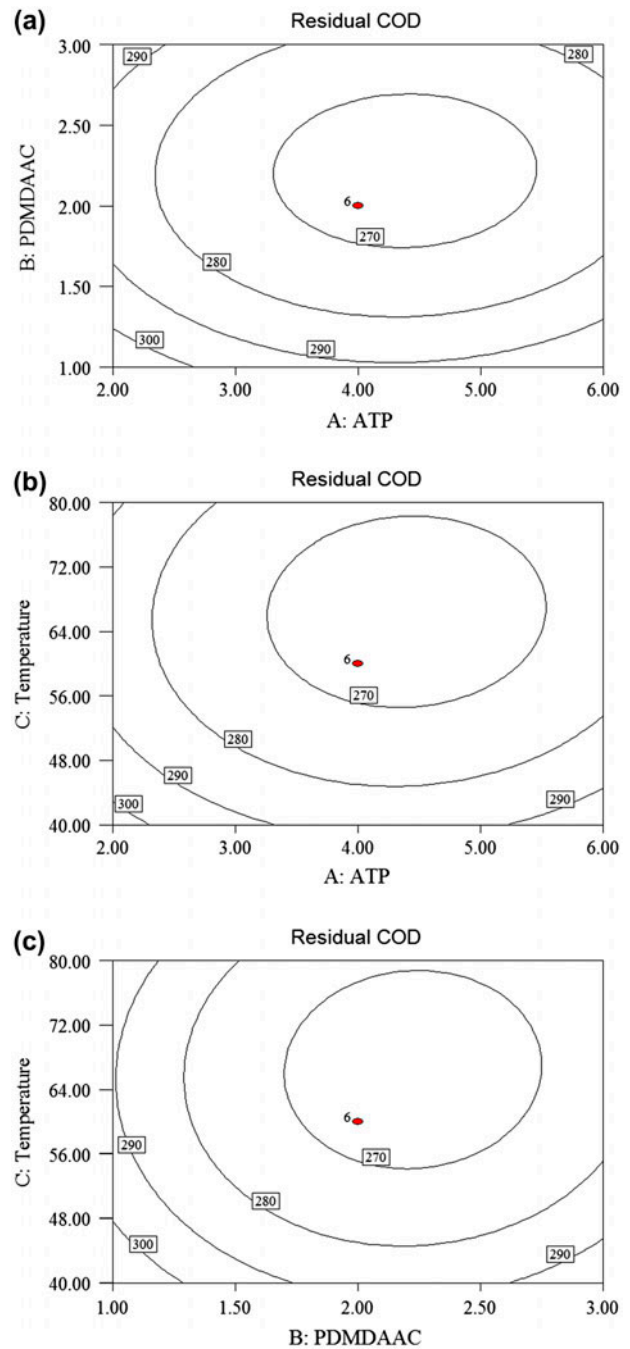 (a)
Residual COD
3.00
290
280
2.50
B: PDMDAAC
2.00
6
270
280
1.50
300
290
1.00
2.00 3.00 4.00 5.00 6.00
A: ATP
(b)
Residual COD
80.00
72.00
C: Temperature
64.00
6
56.00
270
280
48.00
290
300
290
40.00
2.00 3.00 4.00 5.00 6.00
A: ATP
(c)
Residual COD
80.00
72.00
C: Temperature
64.00
6
290
56.00
270
280
48.00
300
290
40.00
1.00 1.50 2.00 2.50 3.00
B: PDMDAAC